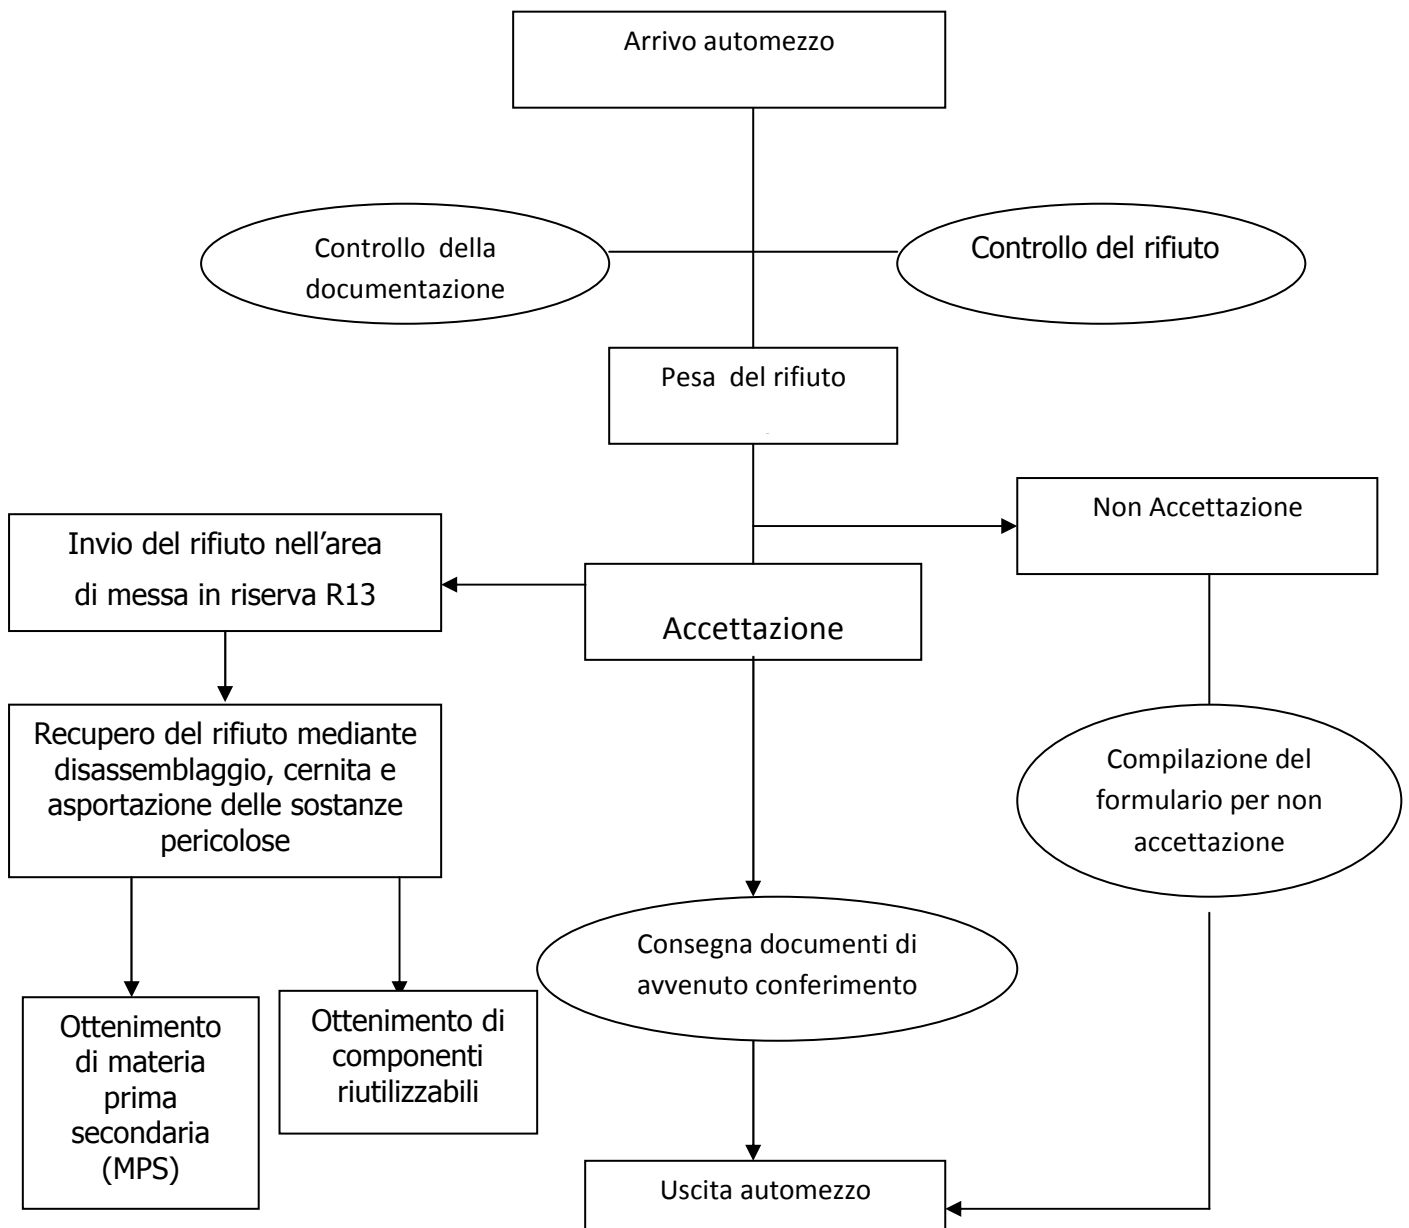 Arrivo automezzo
Controllo della
documentazione
Controllo del rifiuto
Pesa del rifiuto
Non Accettazione
Invio del rifiuto nell’area
di messa in riserva R13
Accettazione
Recupero del rifiuto mediante
disassemblaggio, cernita e
asportazione delle sostanze
pericolose
Compilazione del
formulario per non
accettazione
Consegna documenti di
avvenuto conferimento
Ottenimento
di materia
prima
secondaria
(MPS)
Ottenimento di
componenti
riutilizzabili
Uscita automezzo